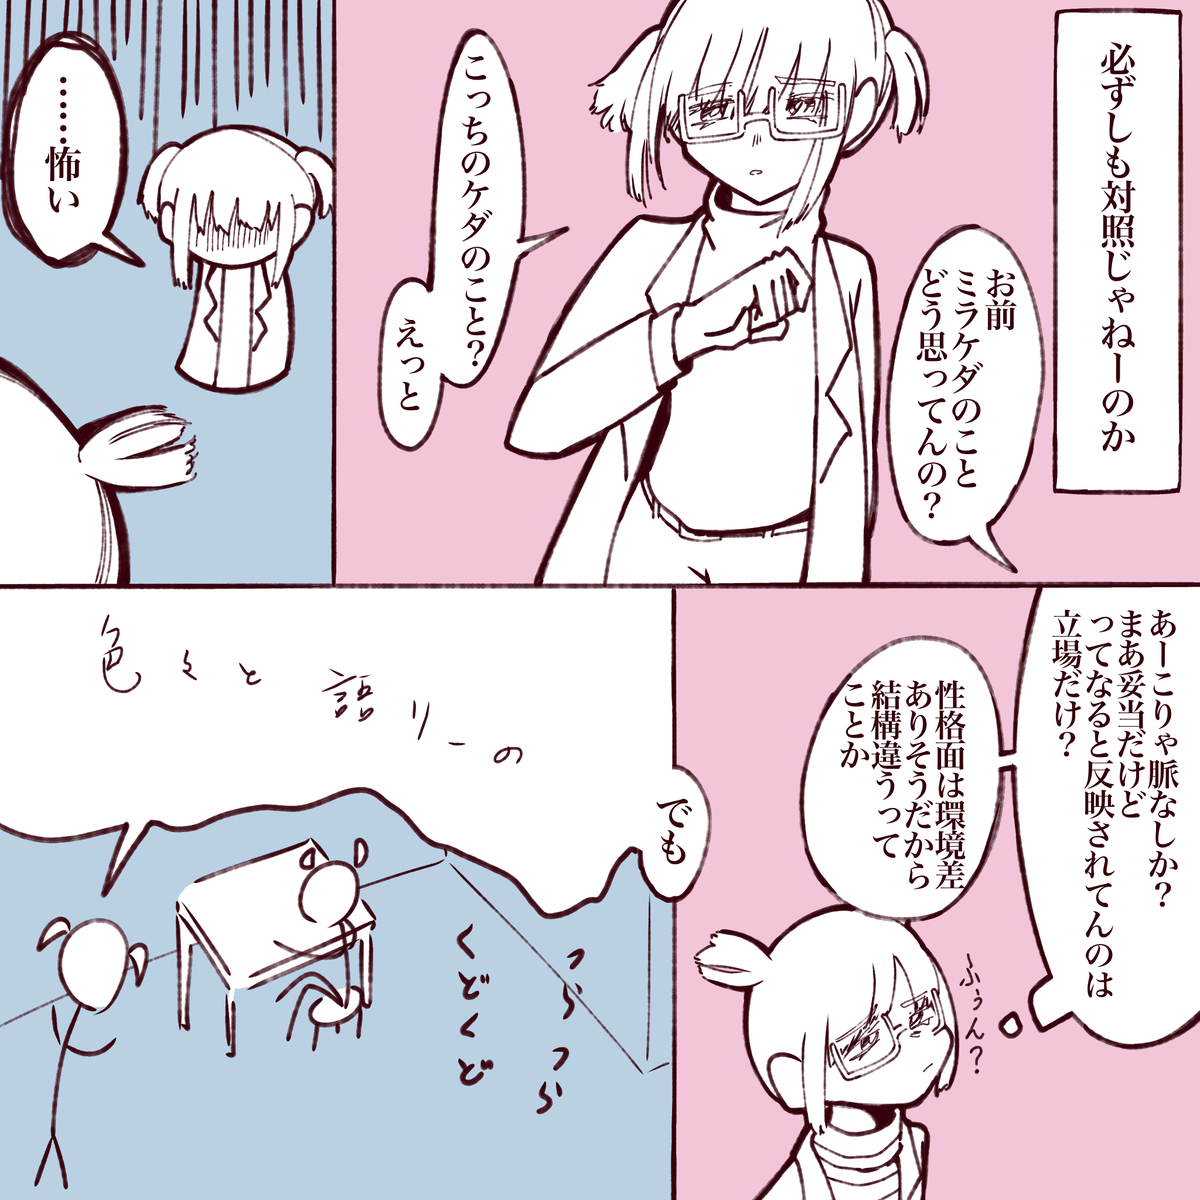 必ずしも対照じゃねーのか
お前
ミラケダのこと
どう思ってんの？
こっちのケダのこと？
えっと
……怖い
あーこりゃ脈なしか？
まあ妥当だけど
ってなると反映されてんのは
立場だけ？
性格面は環境差
ありそうだから
結構違うって
ことか
ふぅん？
でも
色々と語りーの
つらつら
くどくど